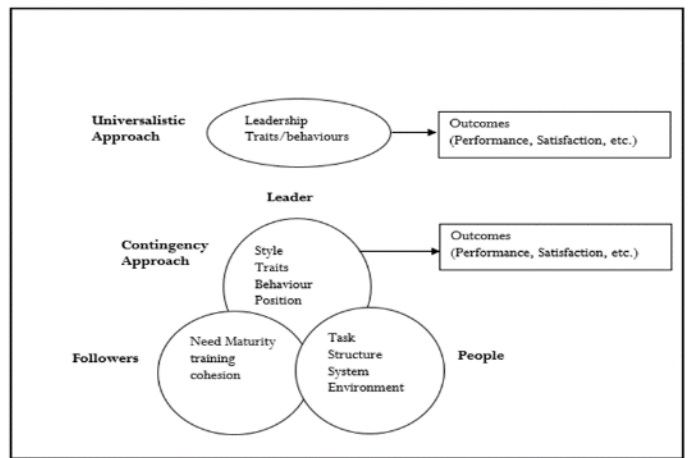 Universalistic
Approach
Leadership
Traits/behaviours
Outcomes
(Performance, Satisfaction, etc.)
Leader
Contingency
Approach
Style
Traits
Behaviour
Position
Outcomes
(Performance, Satisfaction, etc.)
Followers
Need Maturity
training
cohesion
Task
Structure
System
Environment
People